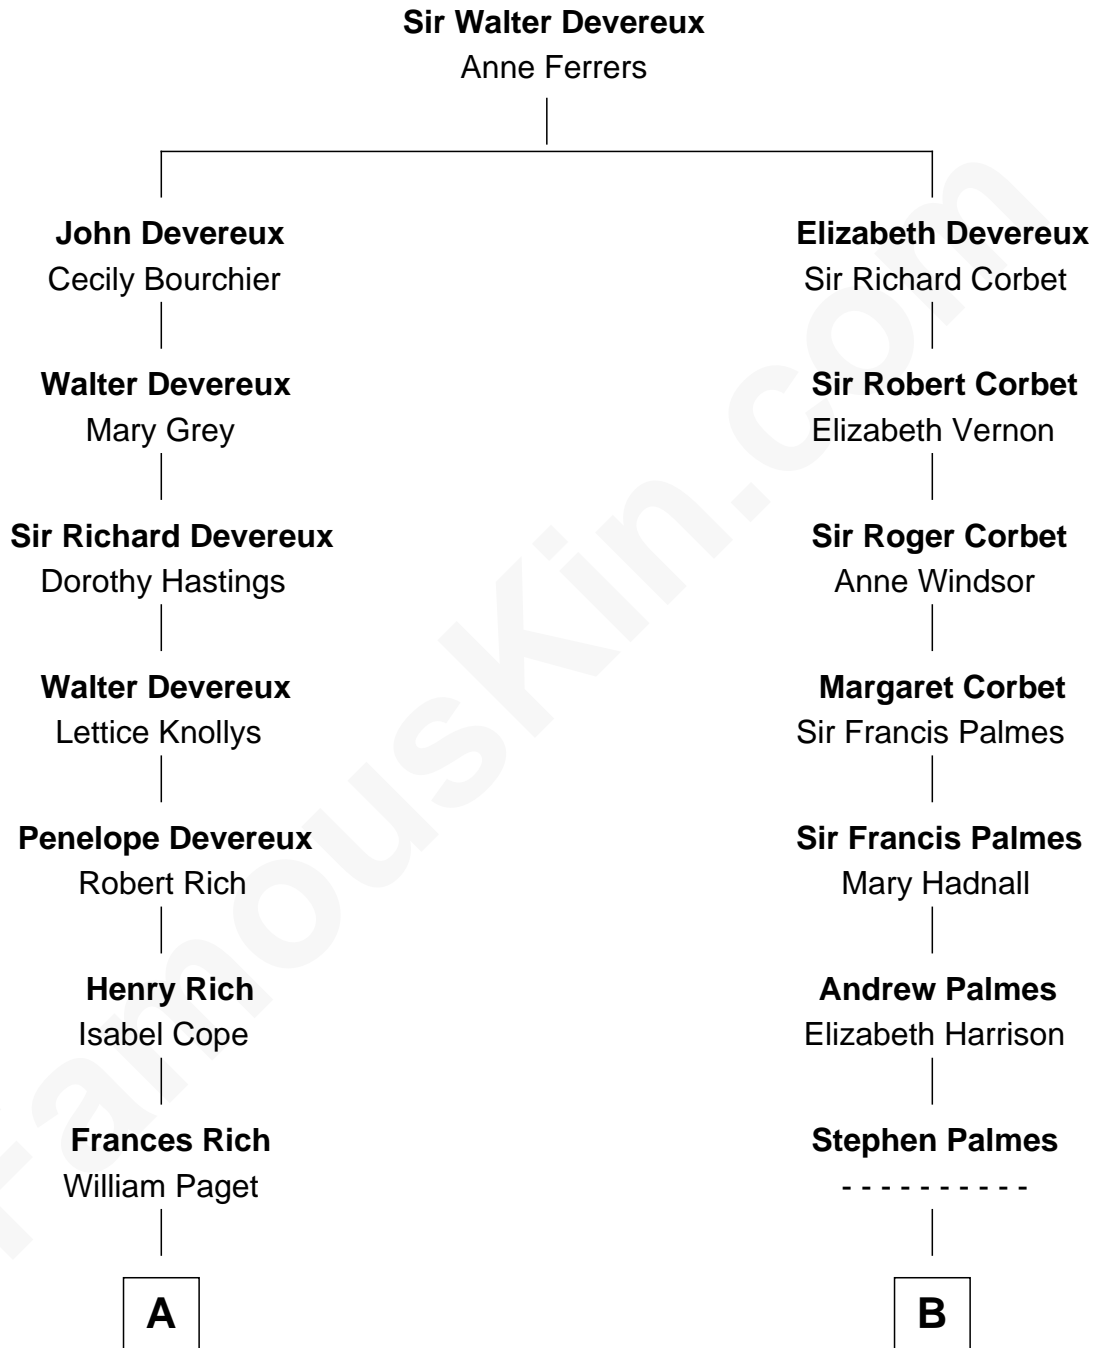 Sir Walter Devereux
Anne Ferrers
John Devereux
Cecily Bourchier
Walter Devereux
Mary Grey
Sir Richard Devereux
Dorothy Hastings
Walter Devereux
Lettice Knollys
Penelope Devereux
Robert Rich
Henry Rich
Isabel Cope
Frances Rich
William Paget
A
Elizabeth Devereux
Sir Richard Corbet
Sir Robert Corbet
Elizabeth Vernon
Sir Roger Corbet
Anne Windsor
Margaret Corbet
Sir Francis Palmes
Sir Francis Palmes
Mary Hadnall
Andrew Palmes
Elizabeth Harrison
Stephen Palmes
- - - - - - - - - -
B
FamousKin.com